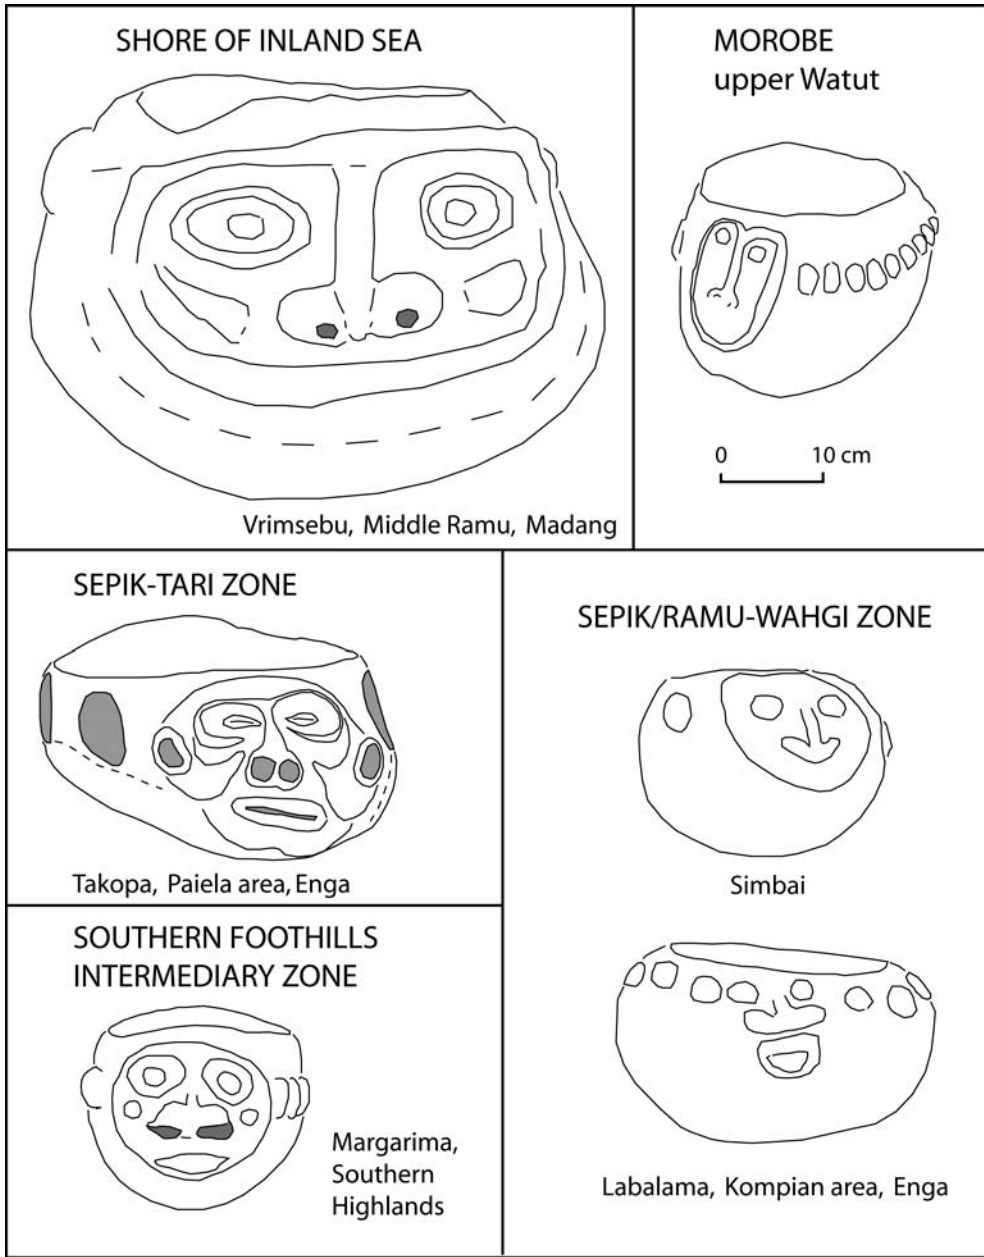 SHORE OF INLAND SEA
Vrimsebu, Middle Ramu, Madang
MOROBE
upper Watut
0 10 cm
SEPIK-TARI ZONE
Takopa, Paiela area, Enga
SEPIK/RAMU-WAHGI ZONE
Simbai
Labalama, Kompian area, Enga
SOUTHERN FOOTHILLS
INTERMEDIARY ZONE
Margarima,
Southern
Highlands